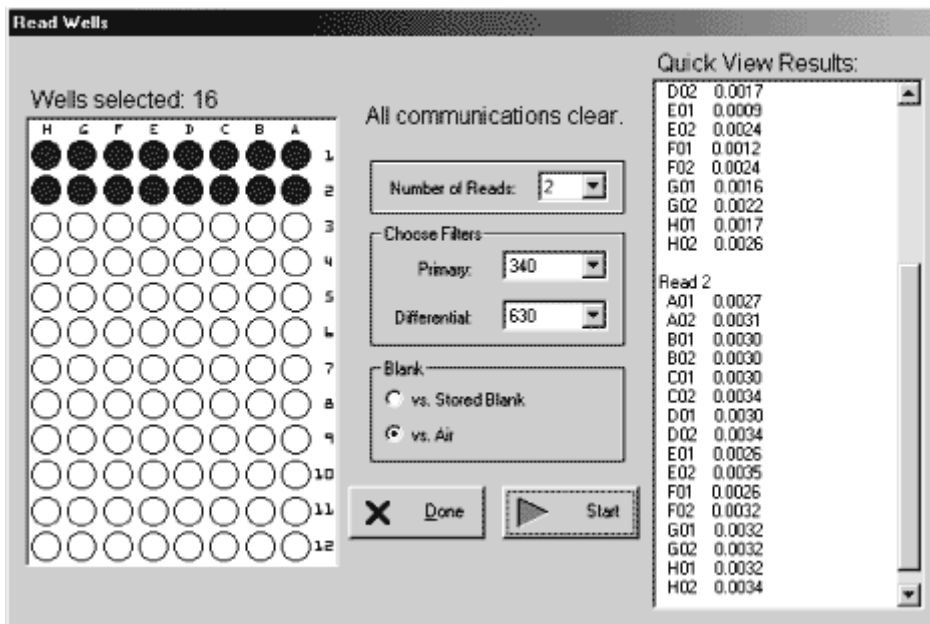 Read Wells
Wells selected: 16
H G F E D C B A
1
2
3
4
5
6
7
8
9
10
11
12
All communications clear.
Number of Reads: 2
Choose Filters
Primary: 340
Differential: 630
Blank
vs. Stored Blank
vs. Air
Done
Start
Quick View Results:
D02 0.0017
E01 0.0009
E02 0.0024
F01 0.0012
F02 0.0024
G01 0.0016
G02 0.0022
H01 0.0017
H02 0.0026
Read 2
A01 0.0027
A02 0.0031
B01 0.0030
B02 0.0030
C01 0.0030
C02 0.0034
D01 0.0030
D02 0.0034
E01 0.0026
E02 0.0035
F01 0.0026
F02 0.0032
G01 0.0032
G02 0.0032
H01 0.0032
H02 0.0034